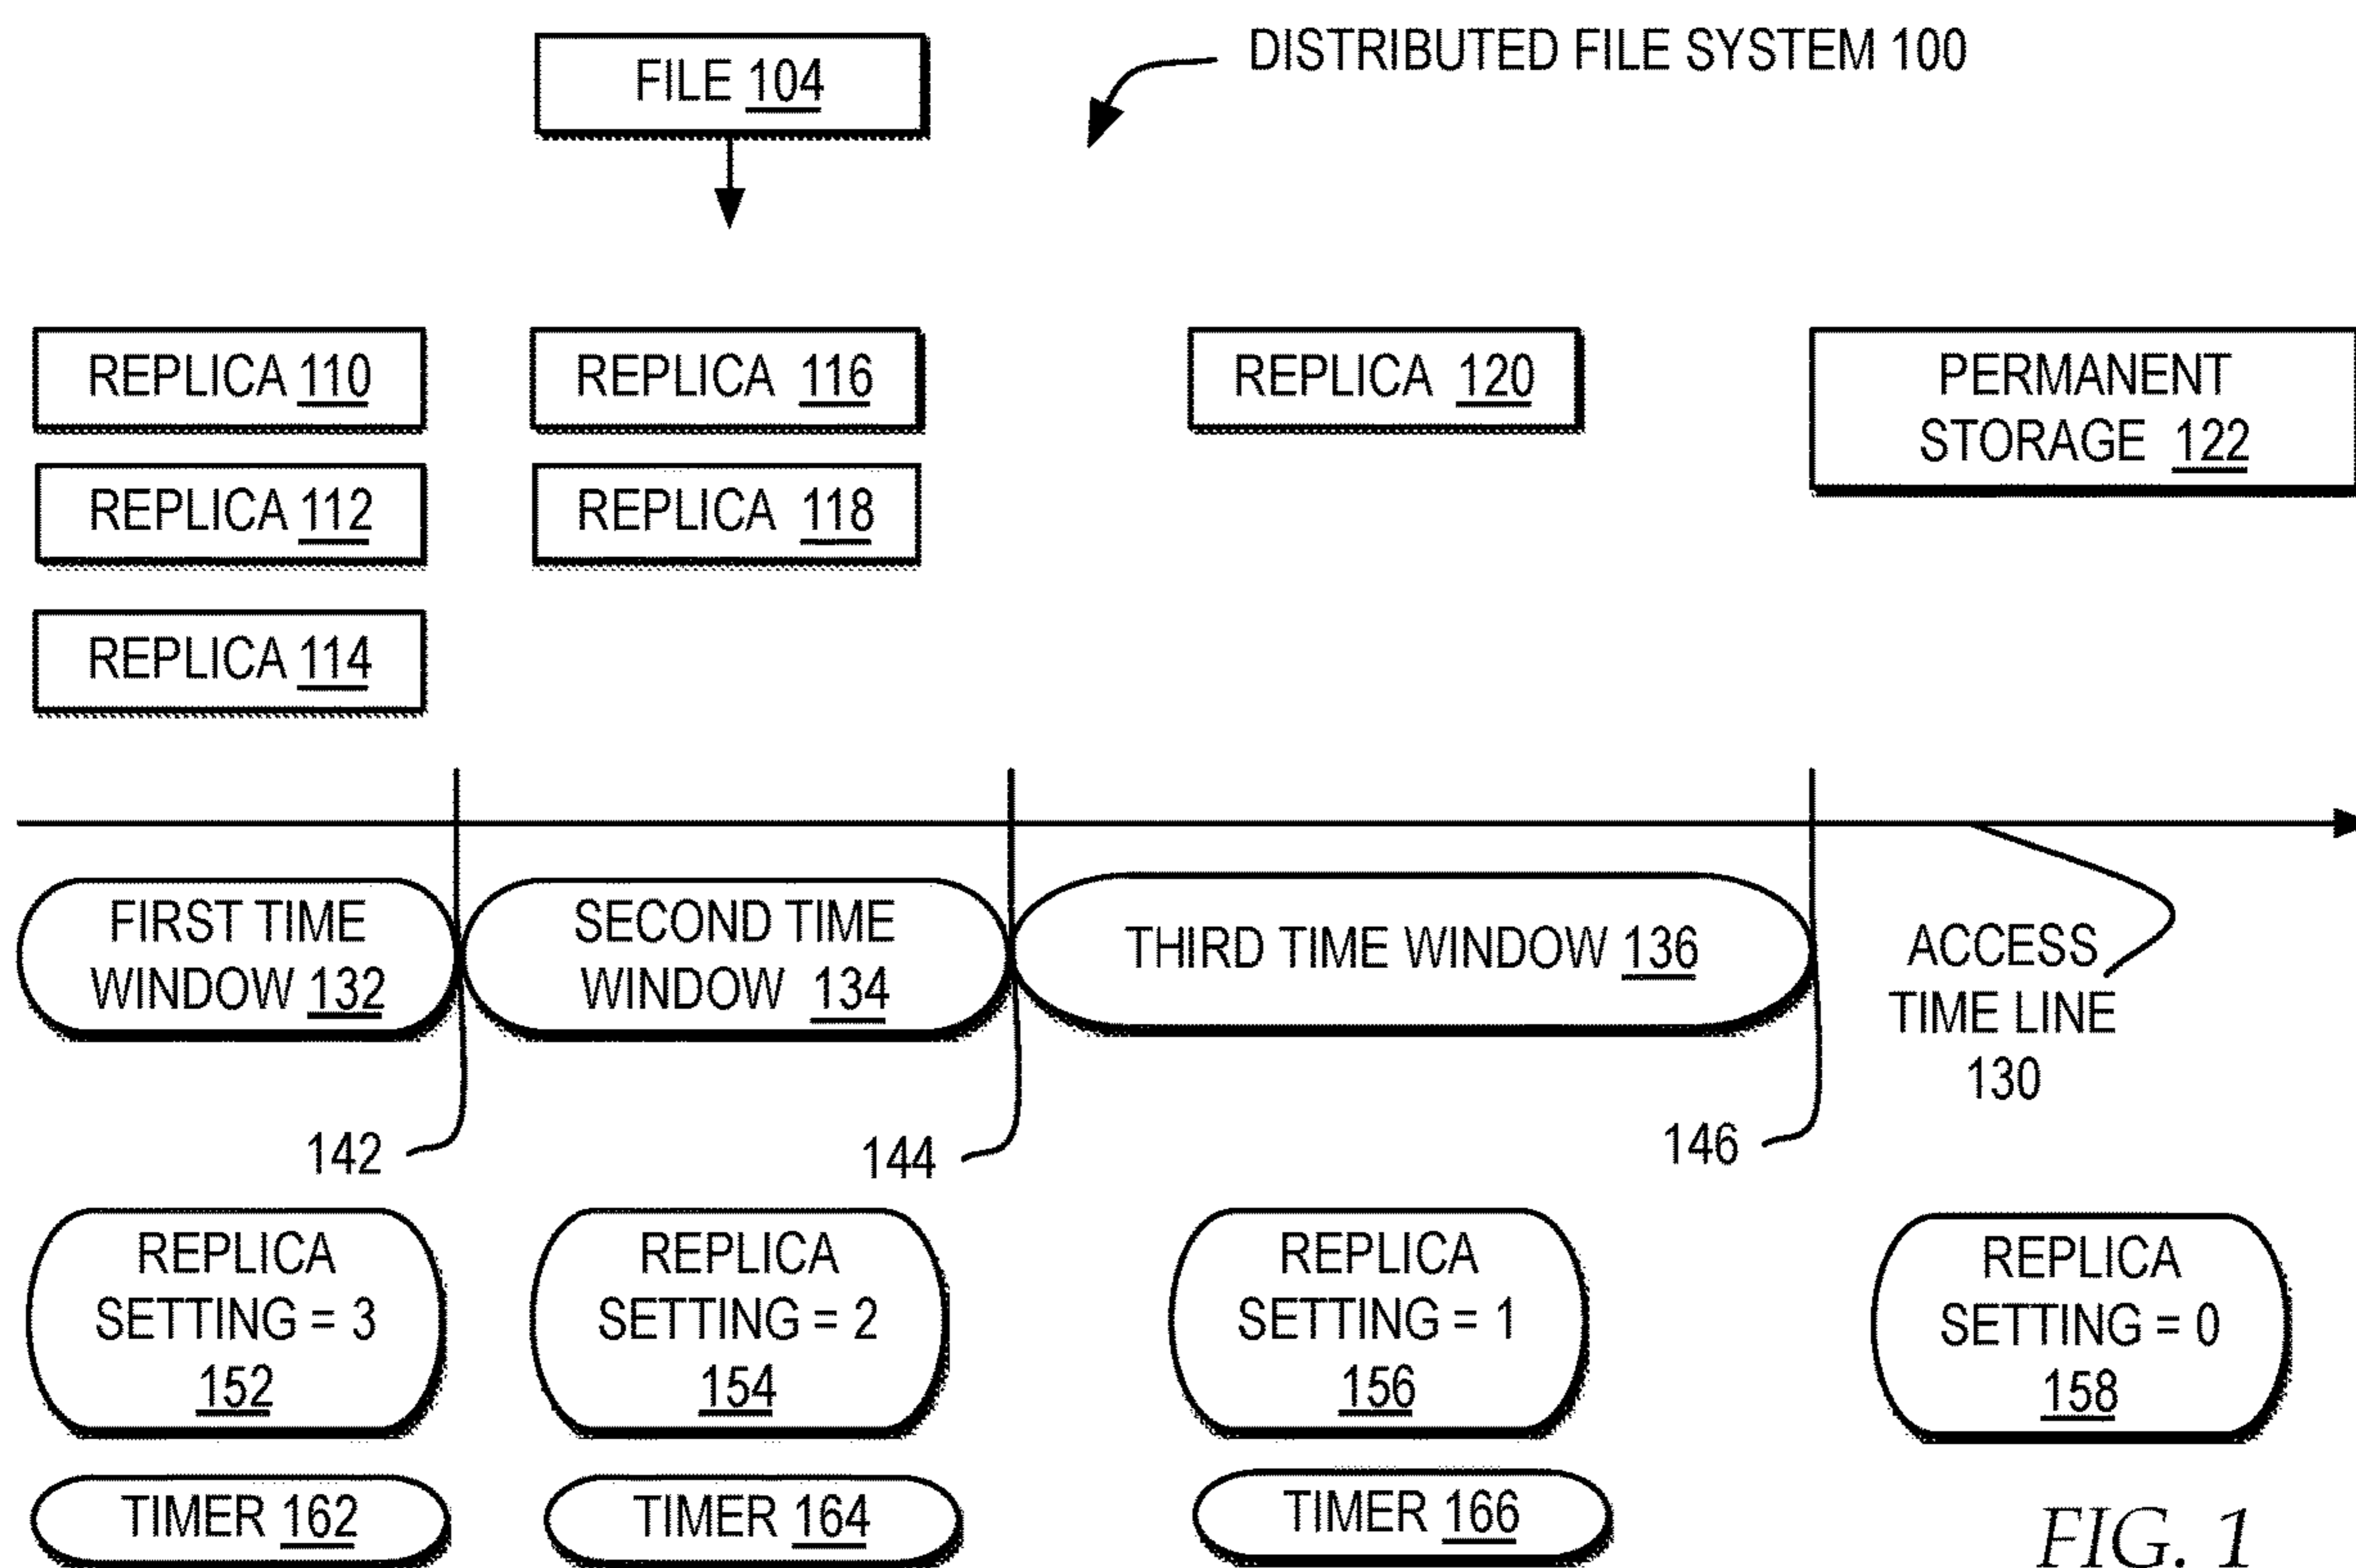 FILE 104
DISTRIBUTED FILE SYSTEM 100
REPLICA 110
REPLICA 116
REPLICA 120
PERMANENT
STORAGE 122
REPLICA 112
REPLICA 118
REPLICA 114
FIRST TIME
WINDOW 132
SECOND TIME
WINDOW 134
THIRD TIME WINDOW 136
ACCESS
TIME LINE
130
142
144
146
REPLICA
SETTING = 3
152
REPLICA
SETTING = 2
154
REPLICA
SETTING = 1
156
REPLICA
SETTING = 0
158
TIMER 162
TIMER 164
TIMER 166
FIG. 1